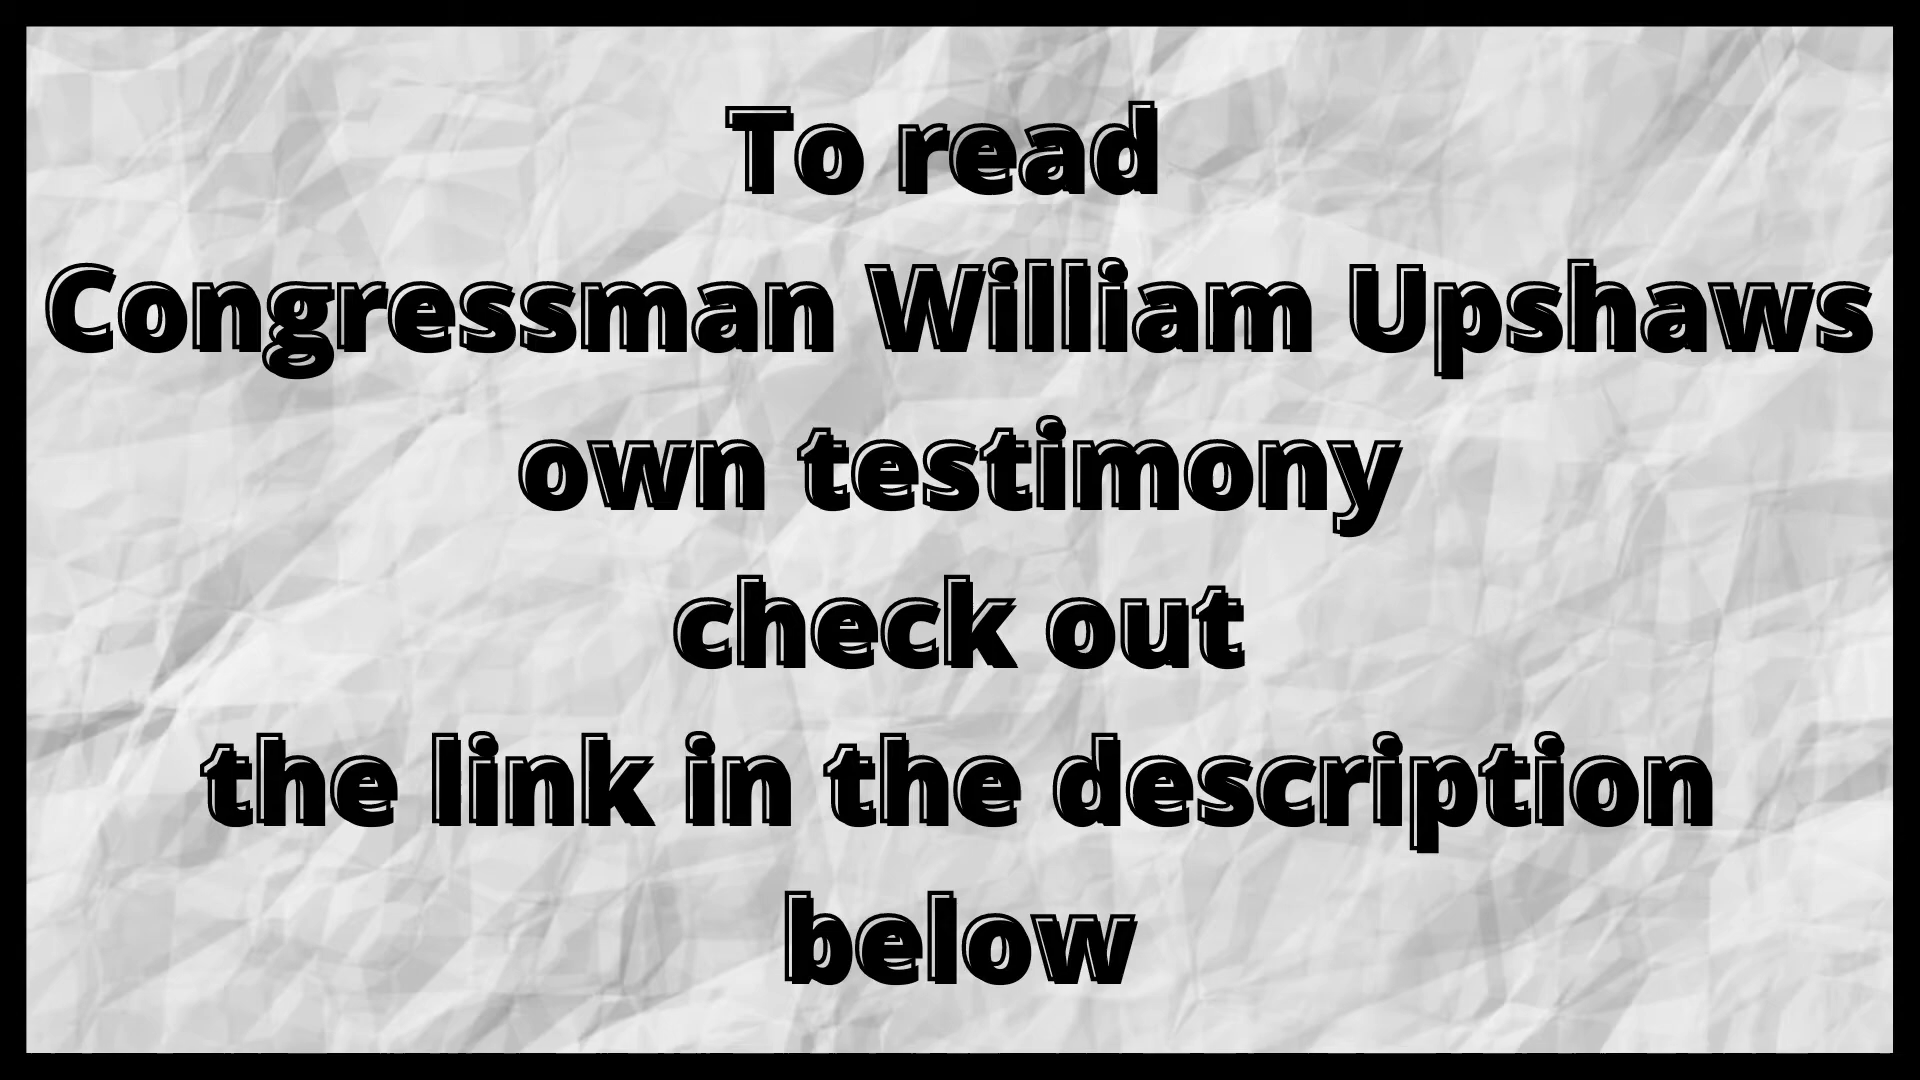 To read
Congressman William Upshaws
own testimony
check out
the link in the description
below